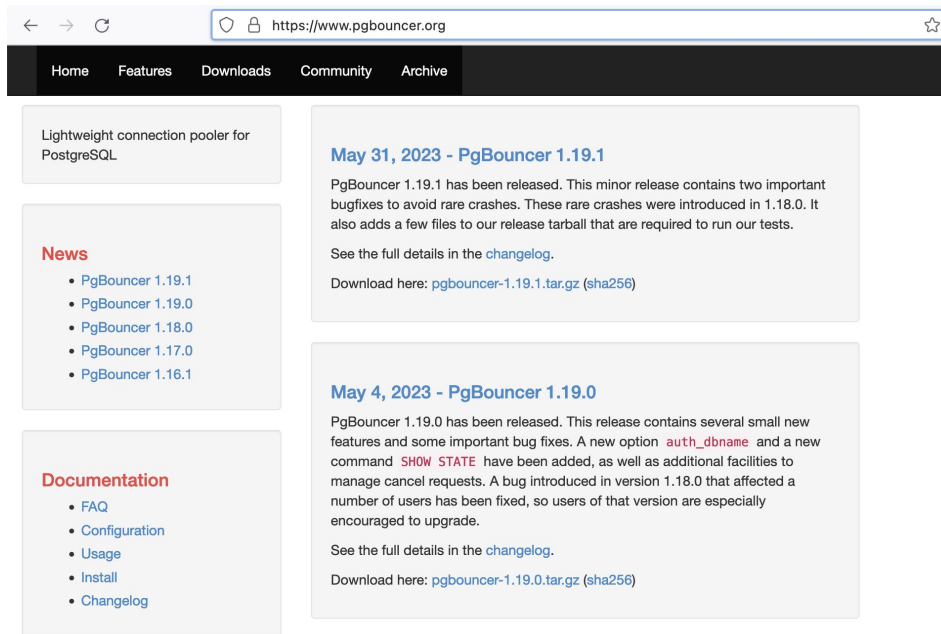 https://www.pgbouncer.org
Home Features Downloads Community Archive
Lightweight connection pooler for
PostgreSQL
News
PgBouncer 1.19.1
PgBouncer 1.19.0
PgBouncer 1.18.0
PgBouncer 1.17.0
PgBouncer 1.16.1
Documentation
FAQ
Configuration
Usage
Install
Changelog
May 31, 2023 - PgBouncer 1.19.1
PgBouncer 1.19.1 has been released. This minor release contains two important
bugfixes to avoid rare crashes. These rare crashes were introduced in 1.18.0. It
also adds a few files to our release tarball that are required to run our tests.
See the full details in the changelog.
Download here: pgbouncer-1.19.1.tar.gz (sha256)
May 4, 2023 - PgBouncer 1.19.0
PgBouncer 1.19.0 has been released. This release contains several small new
features and some important bug fixes. A new option auth_dbname and a new
command SHOW STATE have been added, as well as additional facilities to
manage cancel requests. A bug introduced in version 1.18.0 that affected a
number of users has been fixed, so users of that version are especially
encouraged to upgrade.
See the full details in the changelog.
Download here: pgbouncer-1.19.0.tar.gz (sha256)